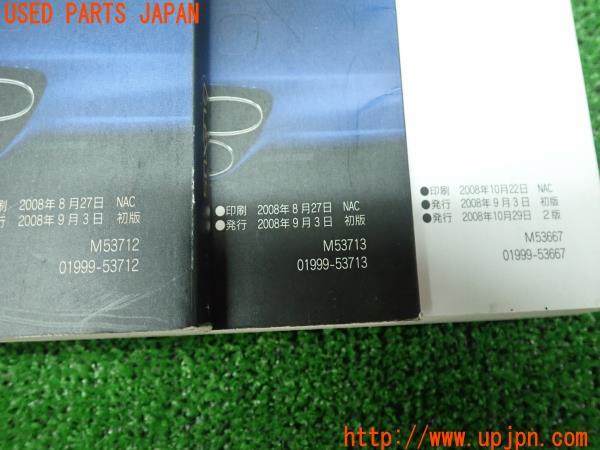 USED PARTS JAPAN
印刷 2008年8月27日 NAC
発行 2008年9月3日 初版
M53712
01999-53712
●印刷 2008年8月27日 NAC
●発行 2008年9月3日 初版
M53713
01999-53713
●印刷 2008年10月22日 NAC
●発行 2008年9月3日 初版
●発行 2008年10月29日 2版
M53667
01999-53667
http://www.upjpn.com/